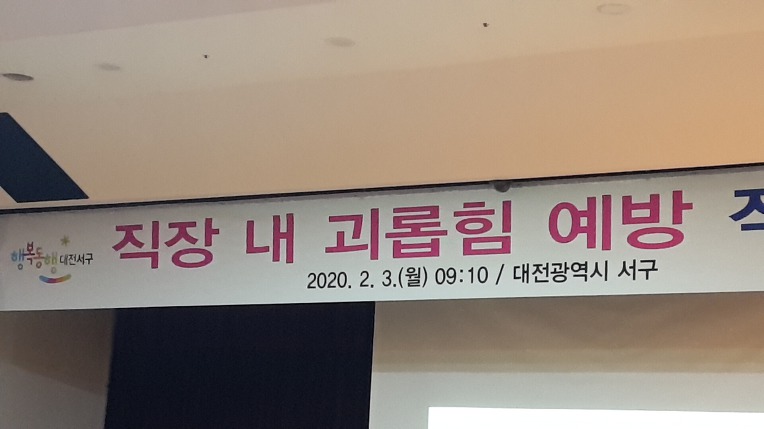 행복동행 대전서구
직장 내 괴롭힘 예방
2020. 2. 3.(월) 09:10 / 대전광역시 서구